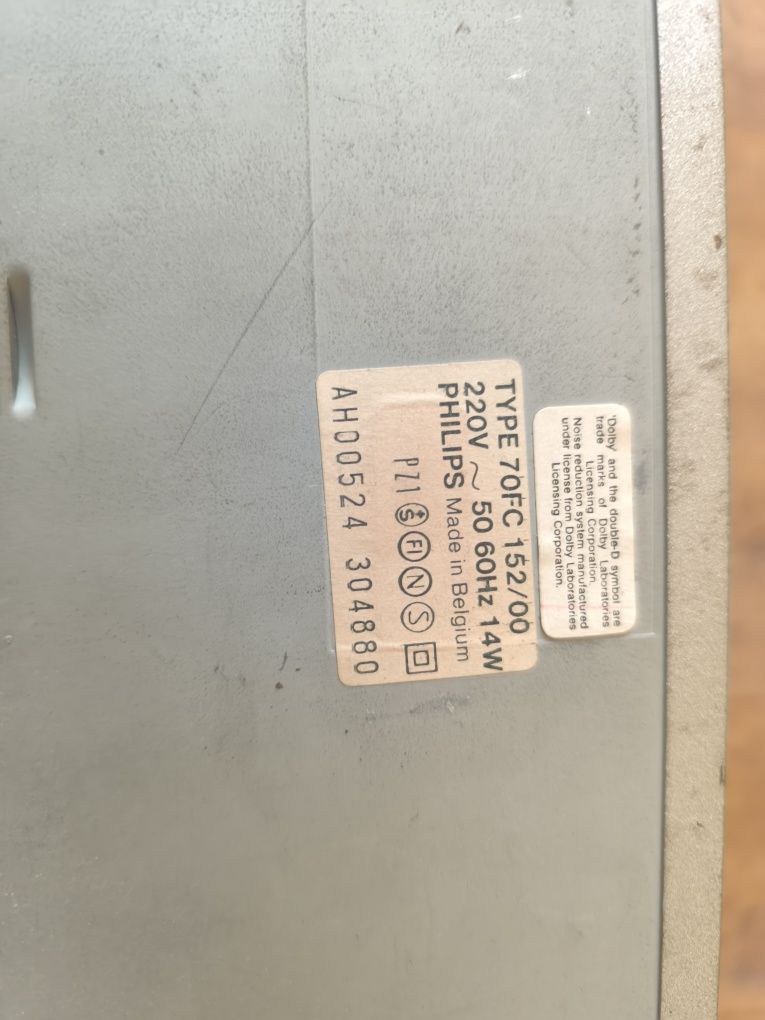 'Dolby' and the double-D symbol are
trade marks of Dolby Laboratories
Licensing Corporation.
Noise reduction system manufactured
under license from Dolby Laboratories
Licensing Corporation.
TYPE 70FC 152/00
220V ~ 50 60Hz 14W
PHILIPS Made in Belgium
PZ1 S FI N S
AH00524 304880